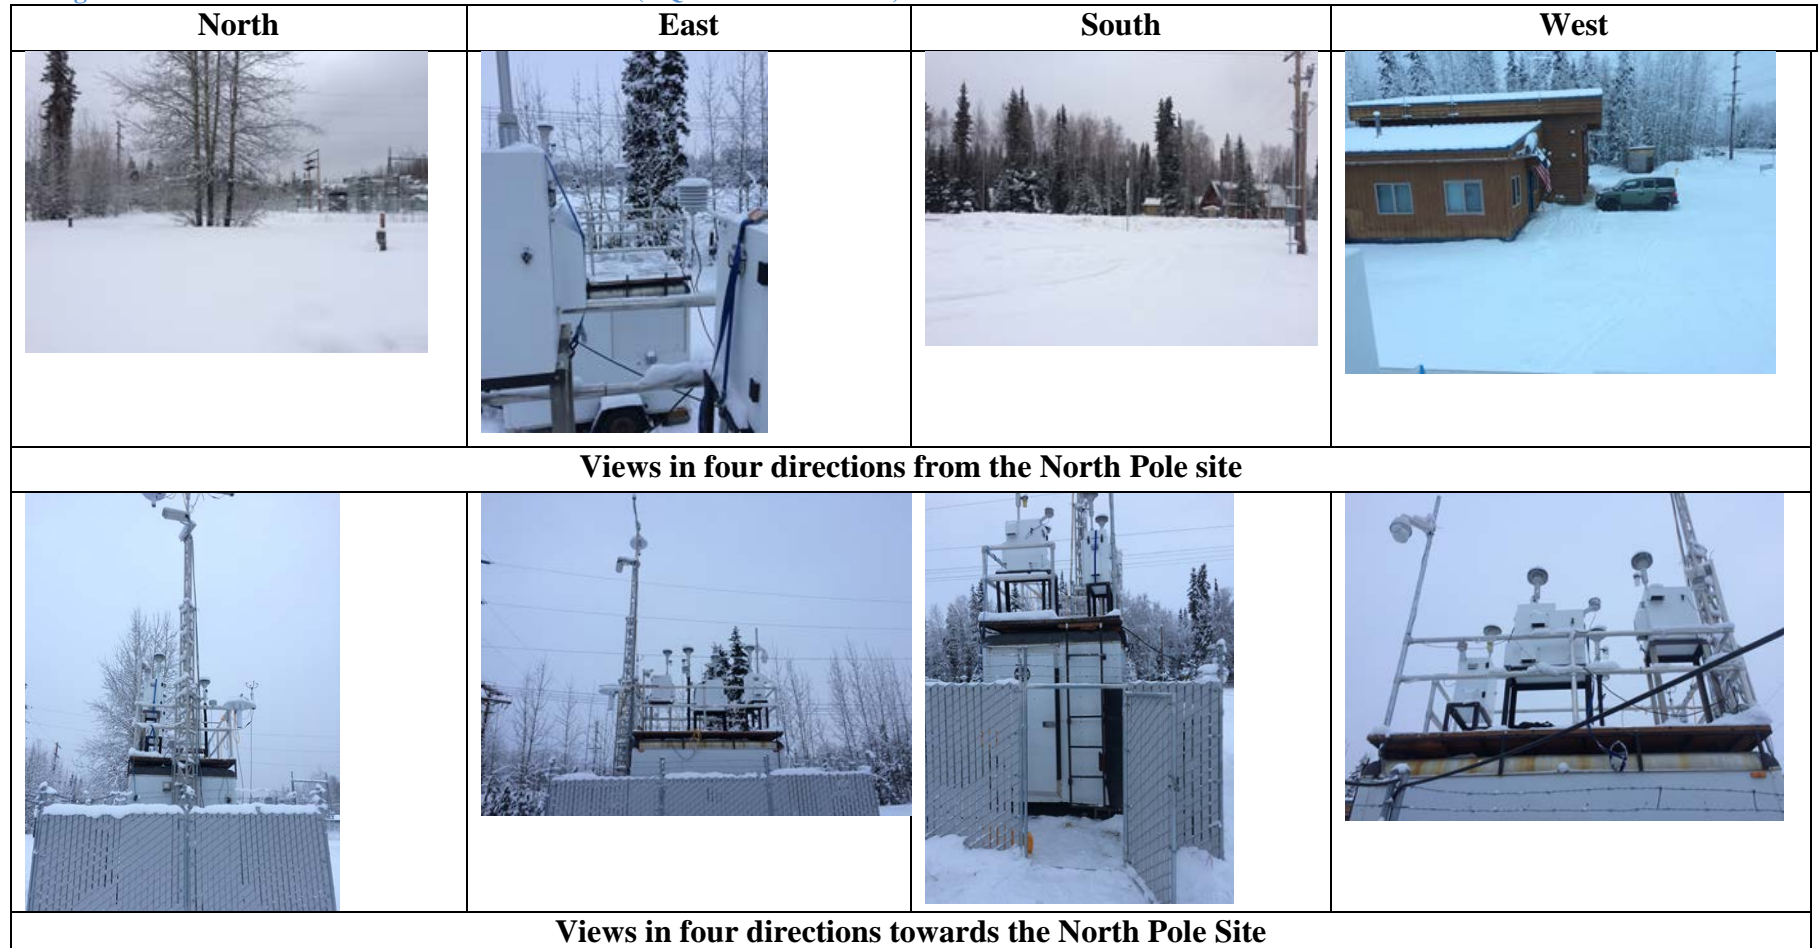 North East South West
Views in four directions from the North Pole site
Views in four directions towards the North Pole Site